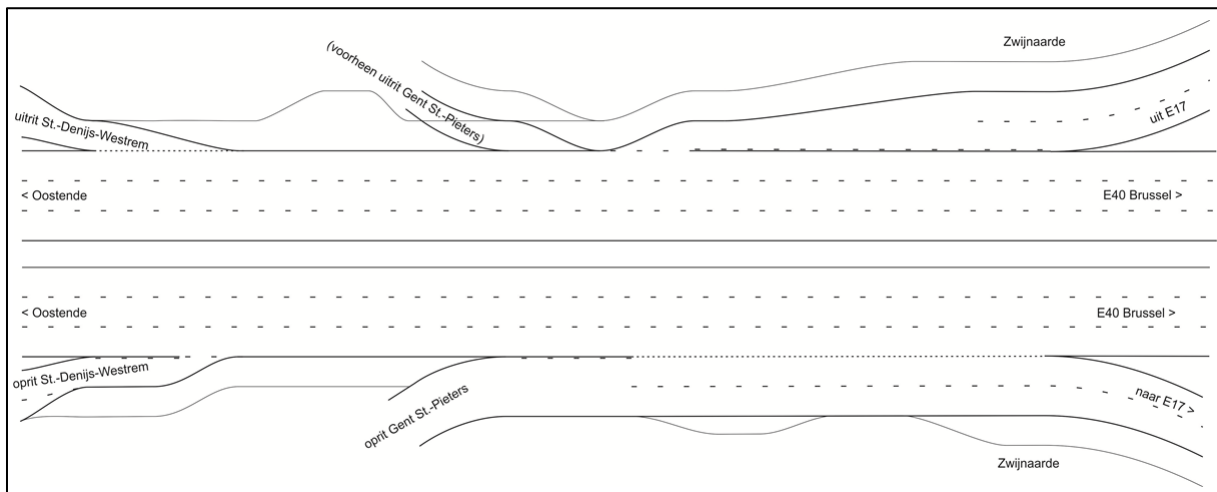 Zwijnaarde
(voorheen uitrit Gent St.-Pieters)
uitrit St.-Denijs-Westrem
uit E17
< Oostende
E40 Brussel >
< Oostende
E40 Brussel >
oprit St.-Denijs-Westrem
oprit Gent St.-Pieters
naar E17 >
Zwijnaarde